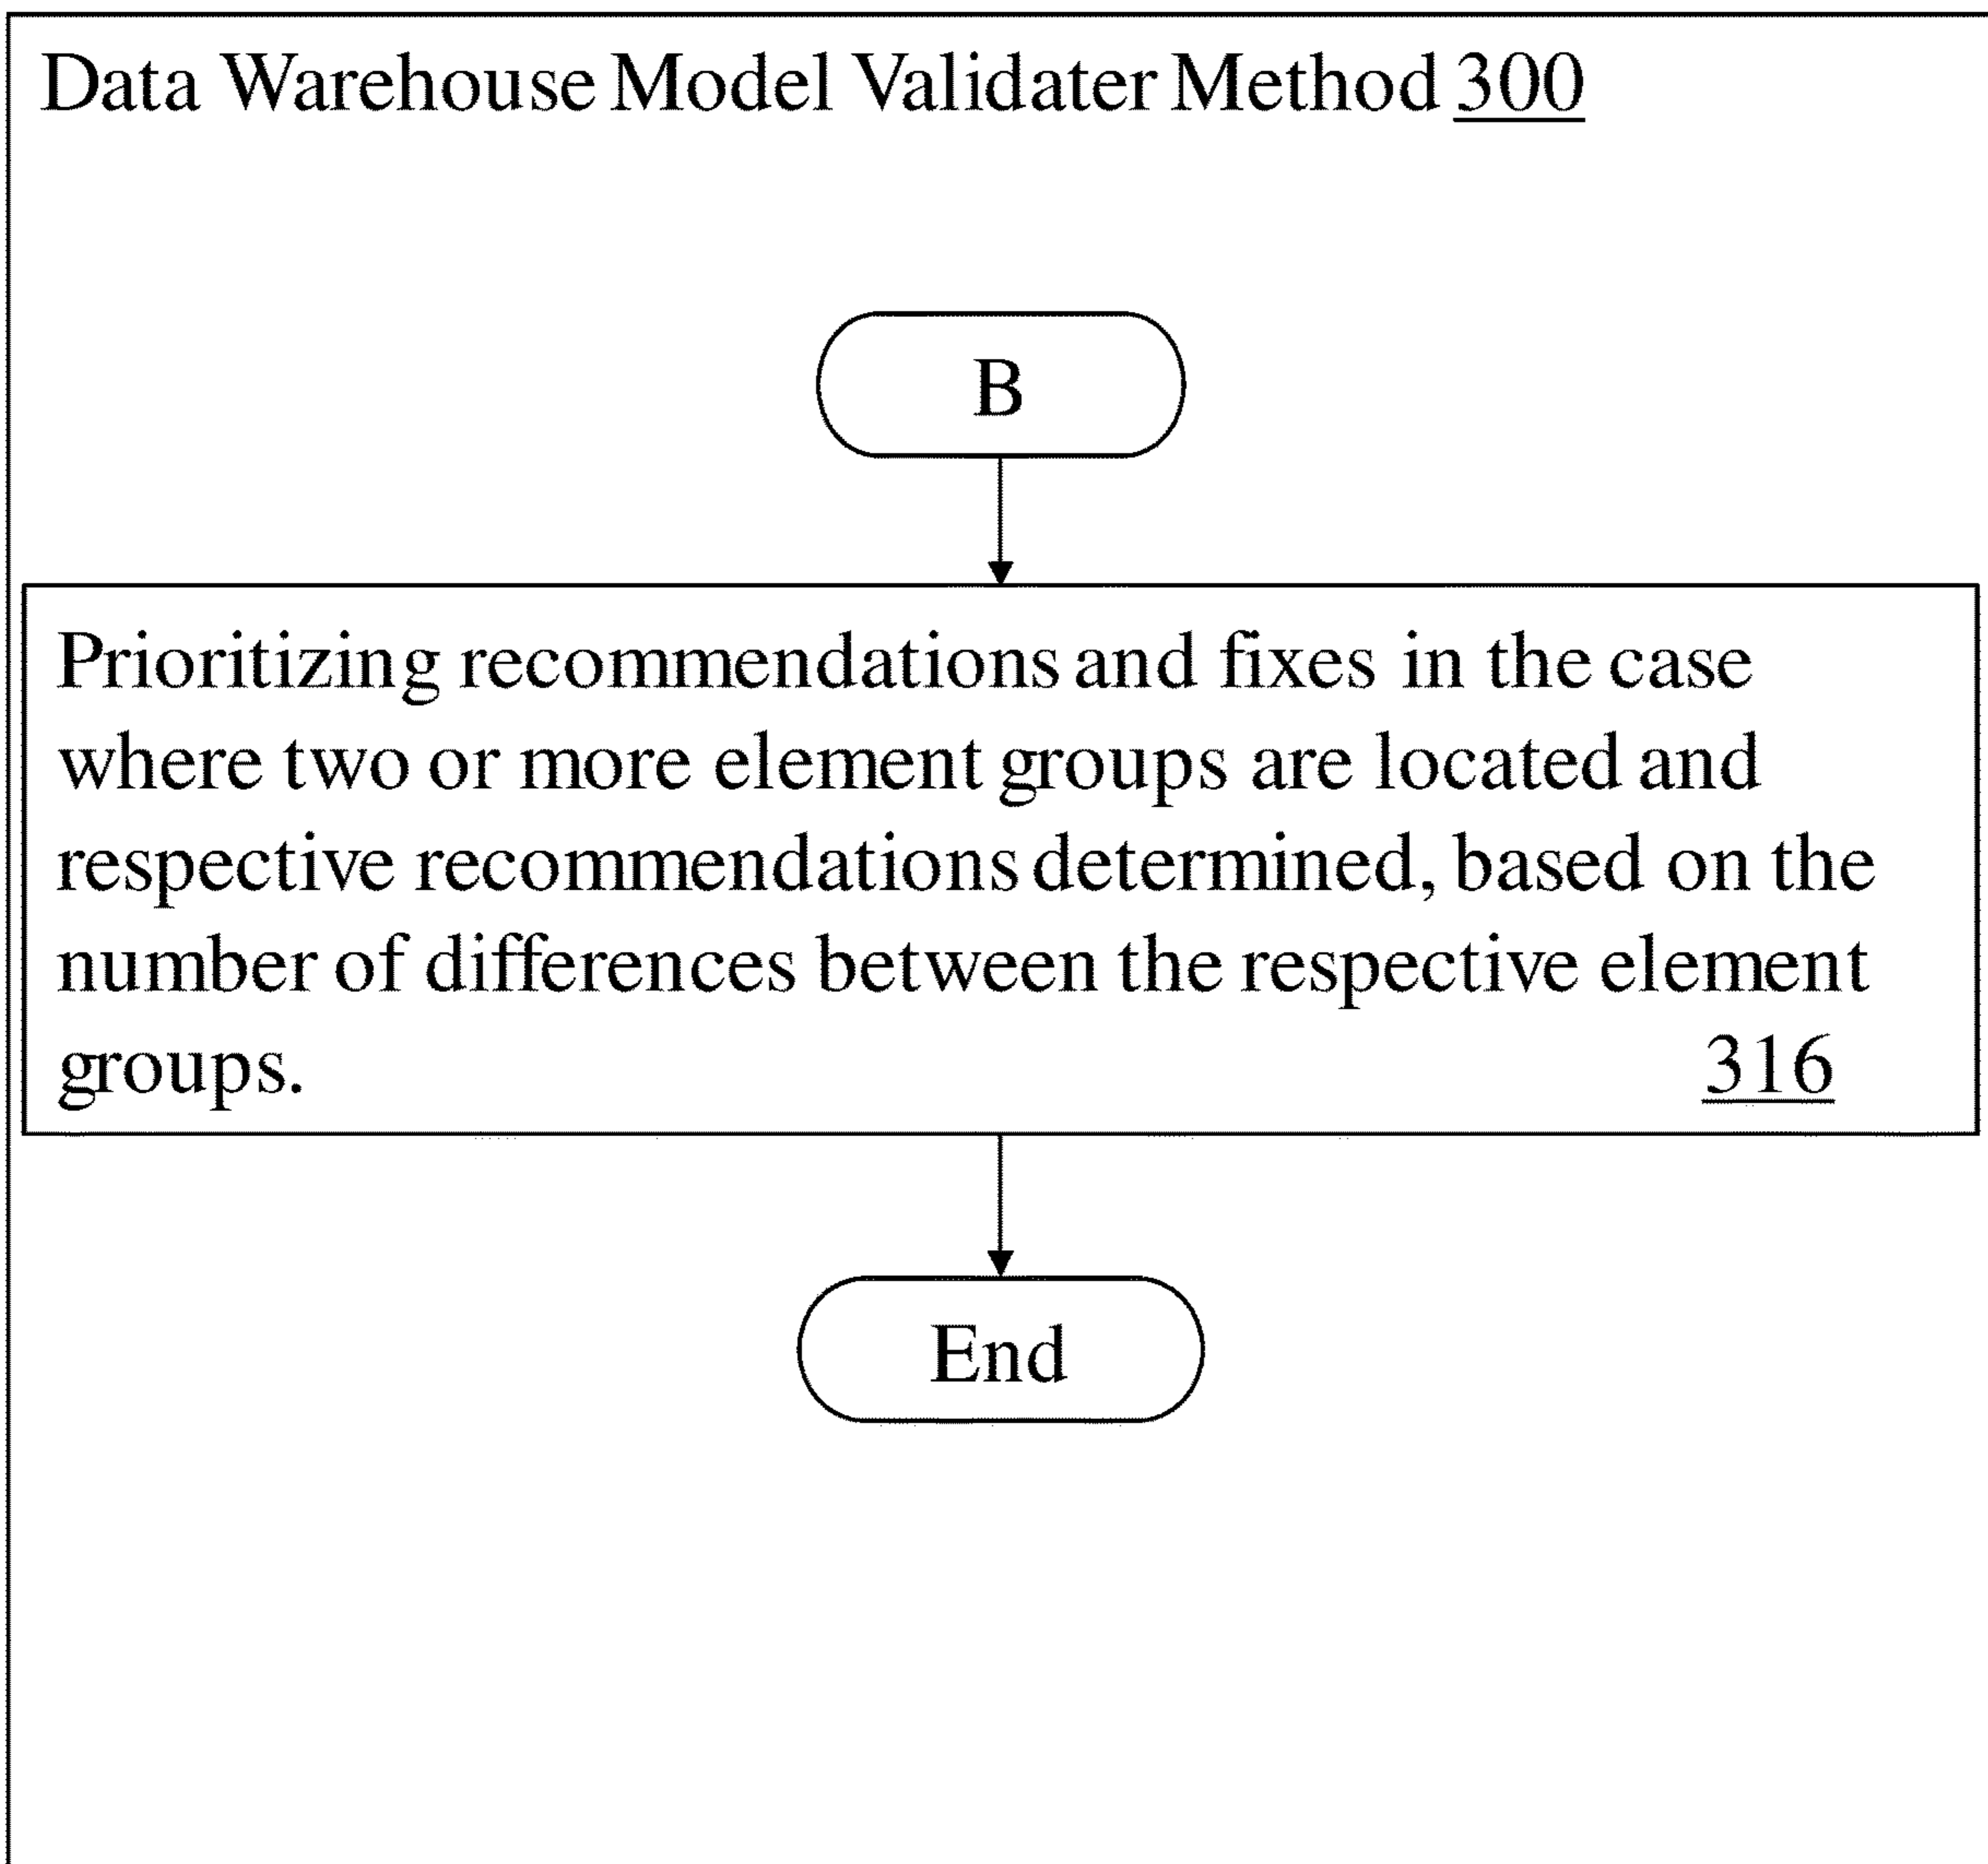 Data Warehouse Model Validater Method 300
B
Prioritizing recommendations and fixes in the case
where two or more element groups are located and
respective recommendations determined, based on the
number of differences between the respective element
groups. 316
End